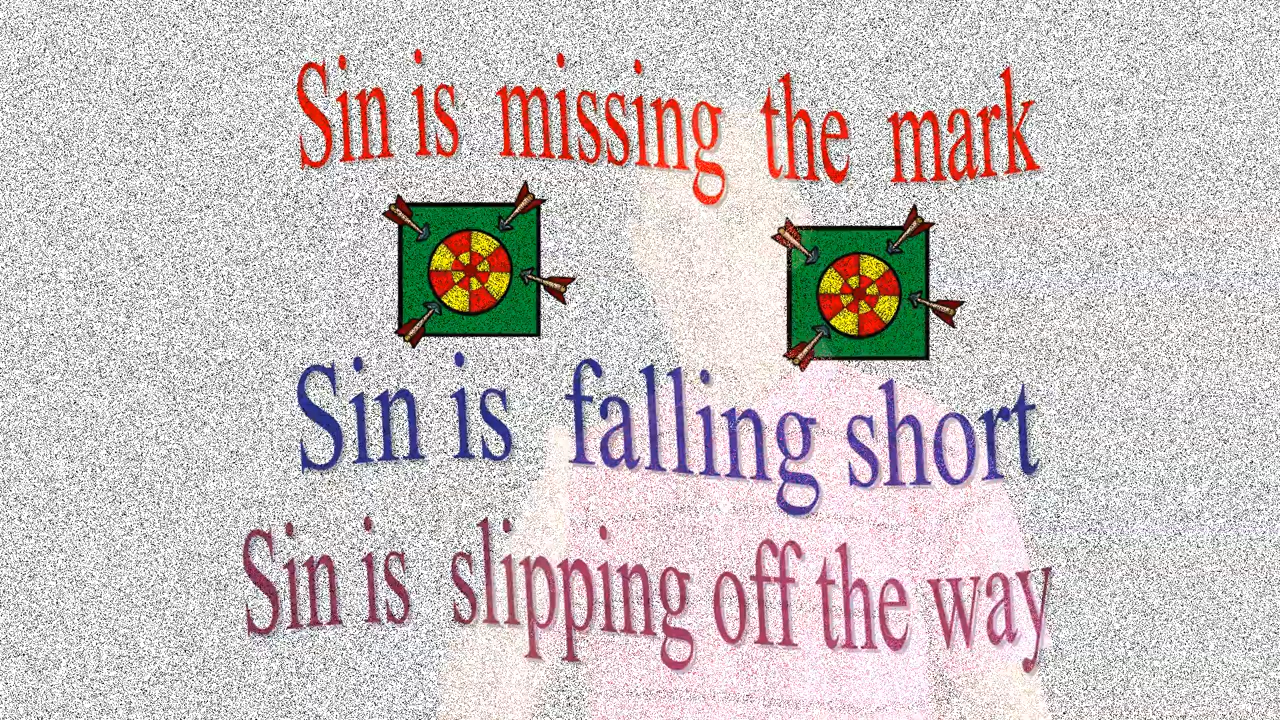 Sin is missing the mark
Sin is falling short
Sin is slipping off the way